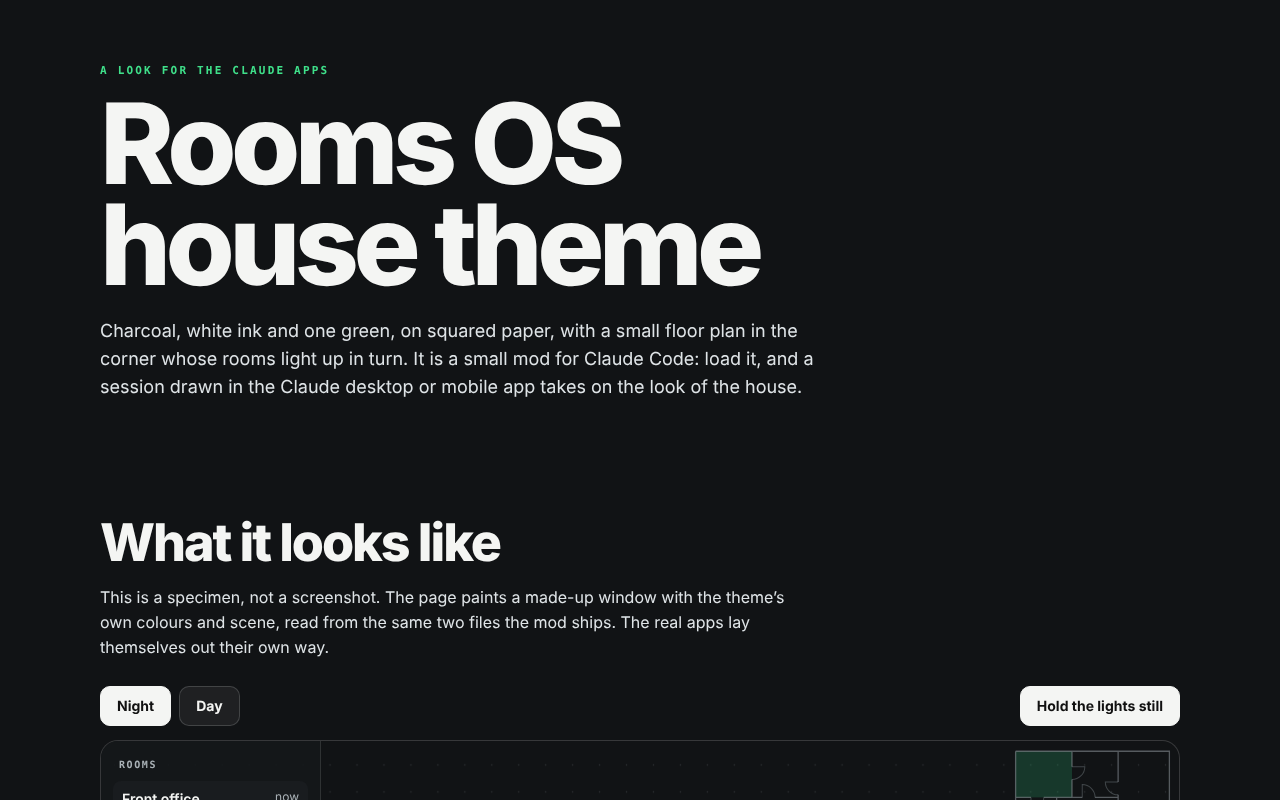 A LOOK FOR THE CLAUDE APPS
Rooms OS
house theme
Charcoal, white ink and one green, on squared paper, with a small floor plan in the
corner whose rooms light up in turn. It is a small mod for Claude Code: load it, and a
session drawn in the Claude desktop or mobile app takes on the look of the house.
What it looks like
This is a specimen, not a screenshot. The page paints a made-up window with the theme’s
own colours and scene, read from the same two files the mod ships. The real apps lay
themselves out their own way.
Night
Day
Hold the lights still
ROOMS
Front office
now